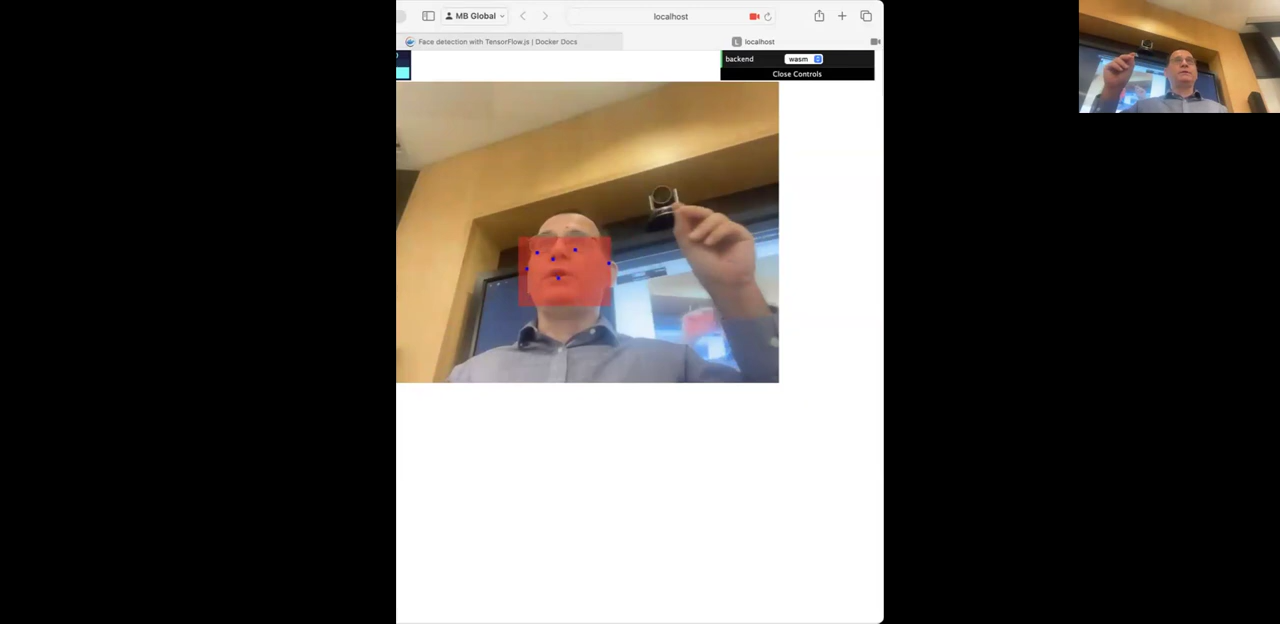 MB Global
localhost
Face detection with TensorFlow.js | Docker Docs
L localhost
backend wasm
Close Controls